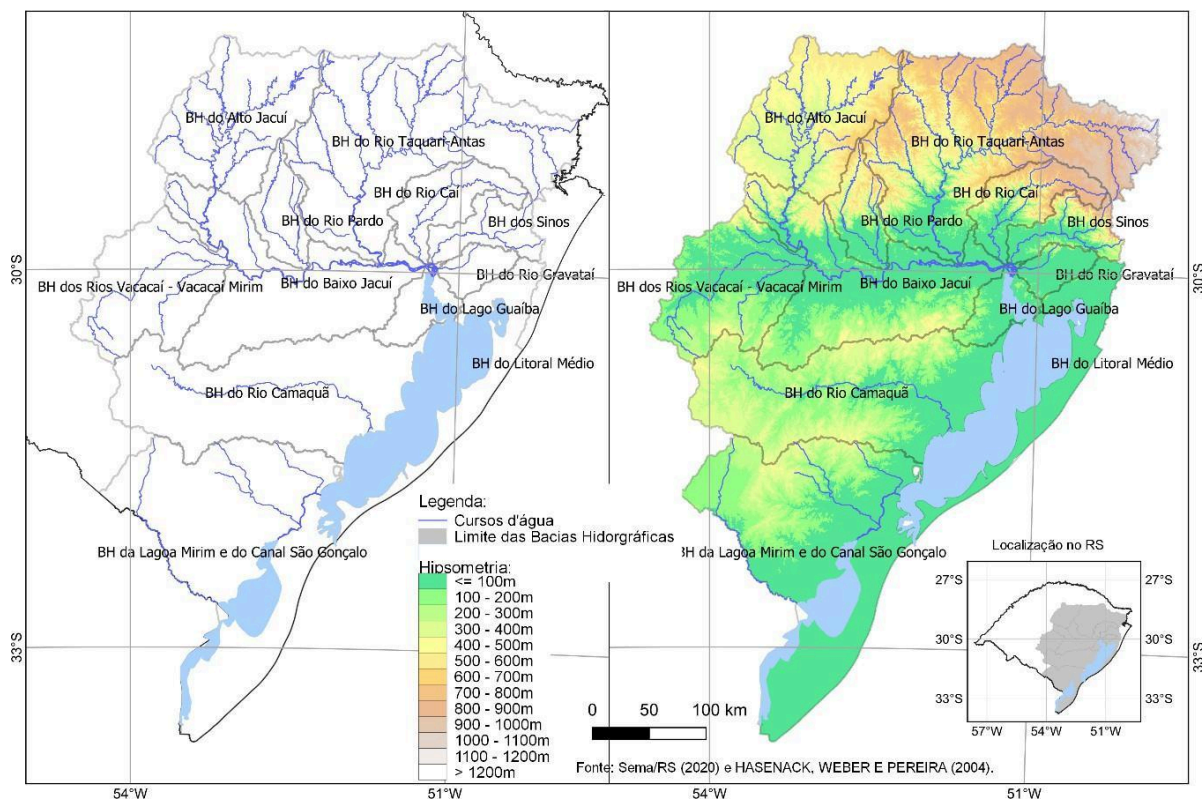 BH do Alto Jacuí
BH do Rio Taquari-Antas
BH do Rio Caí
BH do Rio Pardo
BH dos Sinos
30°S
BH do Rio Gravataí
BH dos Rios Vacacaí - Vacacaí Mirim
BH do Baixo Jacuí
BH do Lago Guaíba
BH do Litoral Médio
BH do Rio Camaquã
BH da Lagoa Mirim e do Canal São Gonçalo
33°S
54°W
51°W
Legenda:
Cursos d'água
Limite das Bacias Hidorgráficas
Hipsometria:
<= 100m
100 - 200m
200 - 300m
300 - 400m
400 - 500m
500 - 600m
600 - 700m
700 - 800m
800 - 900m
900 - 1000m
1000 - 1100m
1100 - 1200m
> 1200m
BH do Alto Jacuí
BH do Rio Taquari-Antas
BH do Rio Caí
BH do Rio Pardo
BH dos Sinos
BH do Rio Gravataí
30°S
BH dos Rios Vacacaí - Vacacaí Mirim
BH do Baixo Jacuí
BH do Lago Guaíba
BH do Litoral Médio
BH do Rio Camaquã
3H da Lagoa Mirim e do Canal São Gonçalo
33°S
0 50 100 km
Localização no RS
27°S
27°S
30°S
30°S
33°S
33°S
57°W 54°W 51°W
Fonte: Sema/RS (2020) e HASENACK, WEBER E PEREIRA (2004).
54°W
51°W